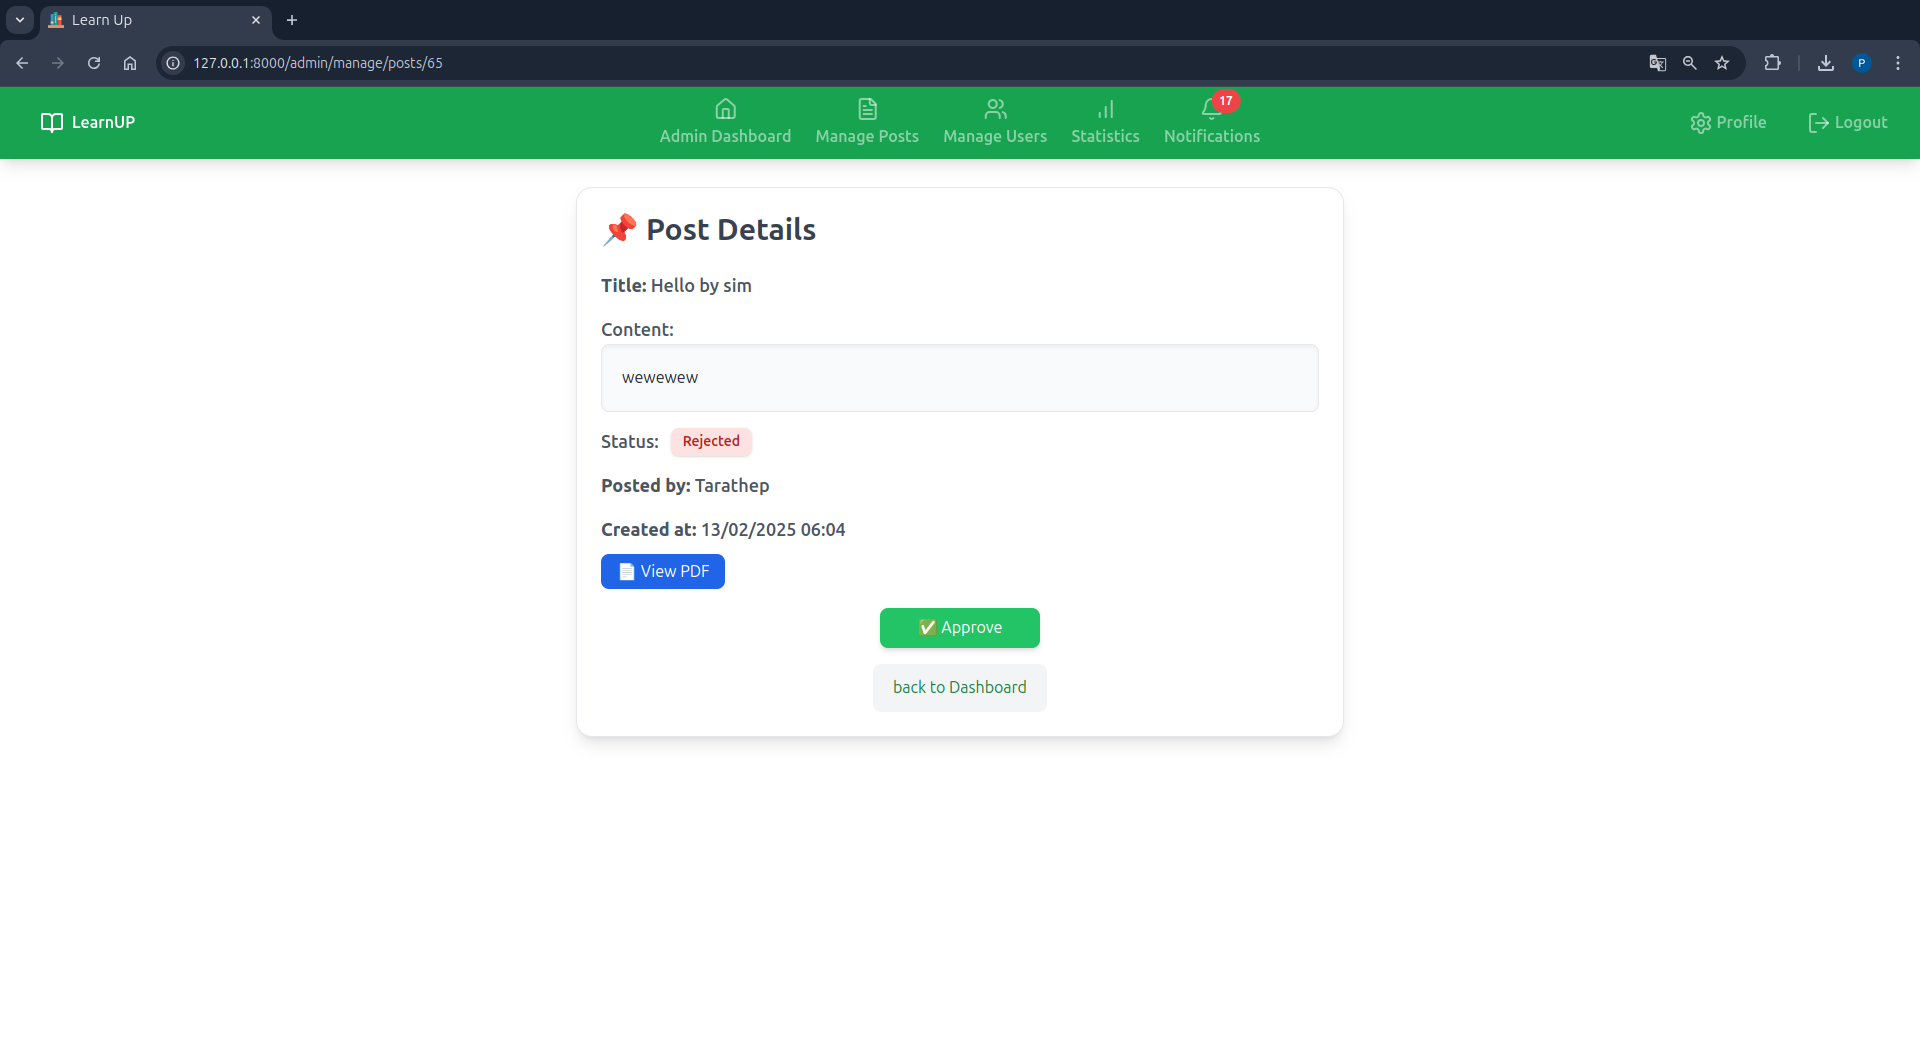 Learn Up
127.0.0.1:8000/admin/manage/posts/65
P
LearnUP
Admin Dashboard
Manage Posts
Manage Users
Statistics
17
Notifications
Profile
Logout
📌 Post Details
Title: Hello by sim
Content:
wewewew
Status: Rejected
Posted by: Tarathep
Created at: 13/02/2025 06:04
📄 View PDF
✅ Approve
back to Dashboard